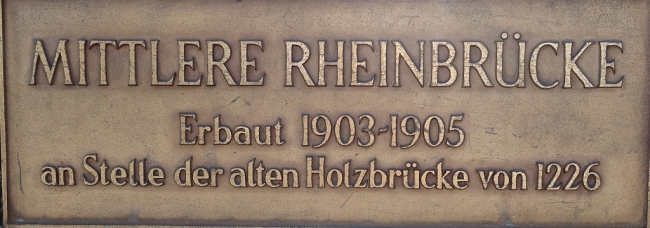 MITTLERE RHEINBRÜCKE
Erbaut 1903-1905
an Stelle der alten Holzbrücke von 1226